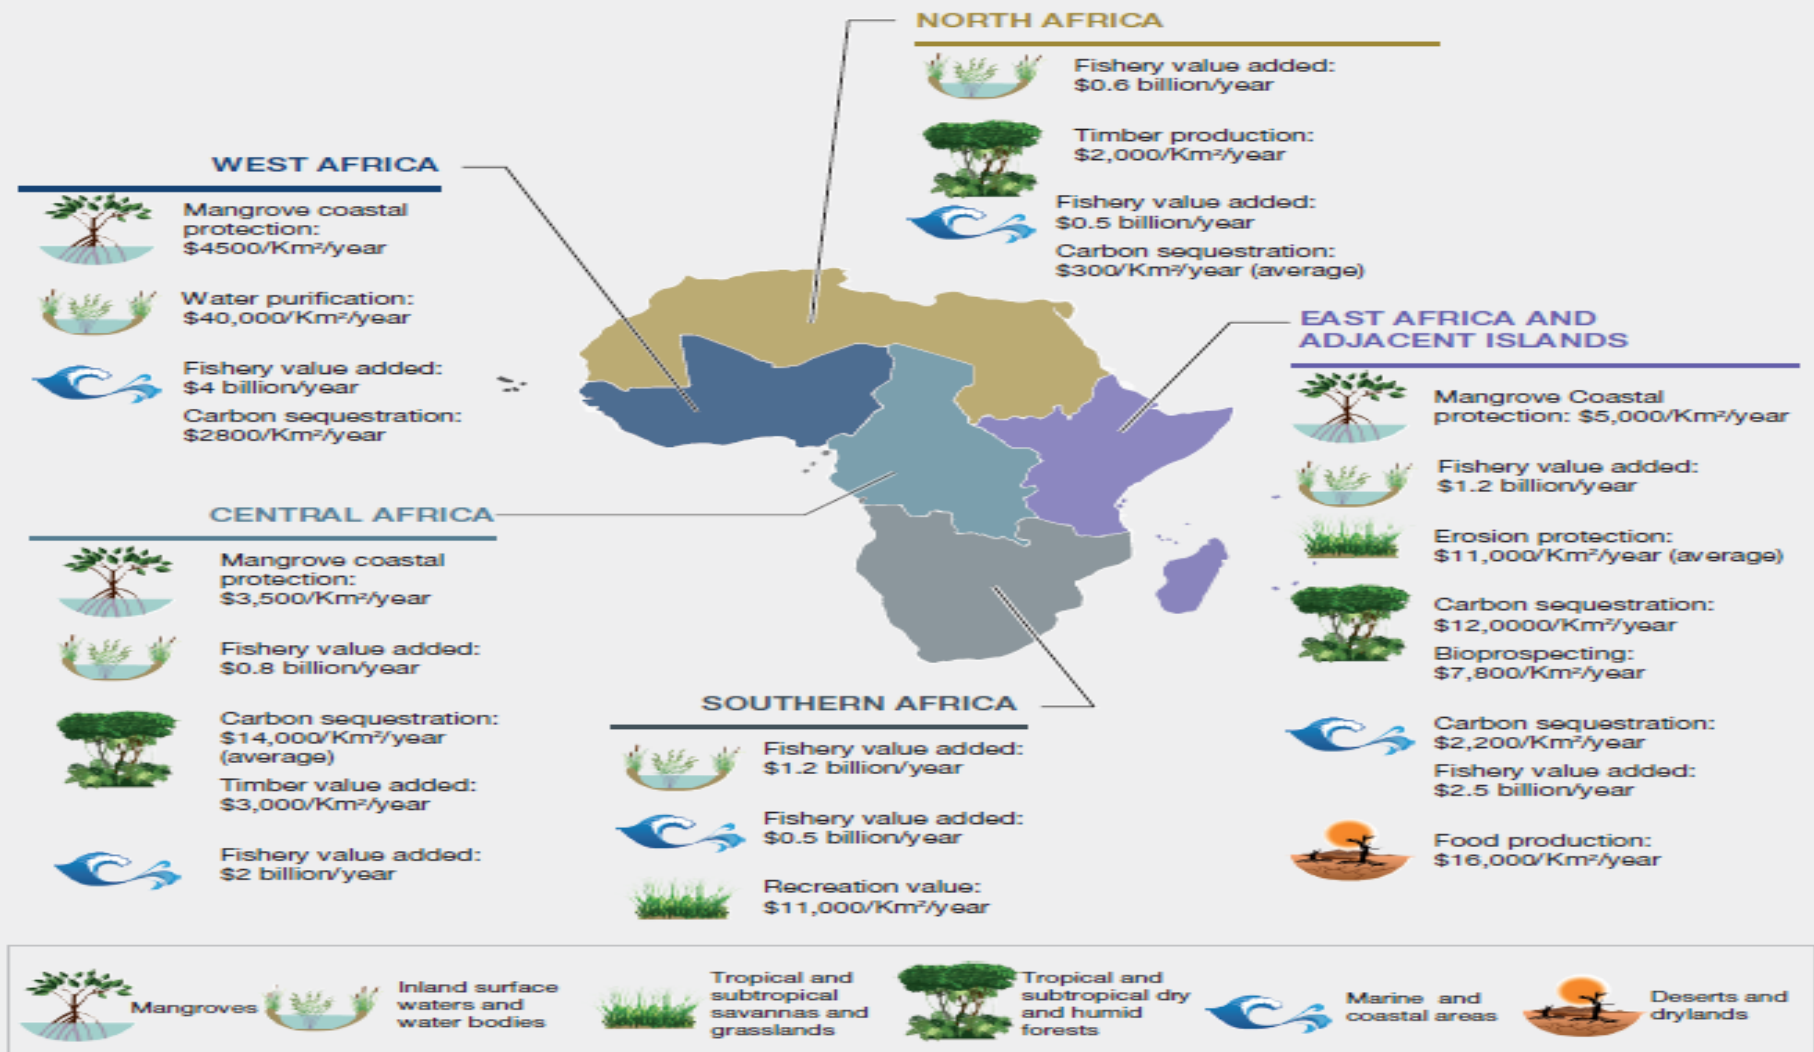 NORTH AFRICA
Fishery value added:
$0.6 billion/year
Timber production:
$2,000/Km²/year
Fishery value added:
$0.5 billion/year
Carbon sequestration:
$300/Km²/year (average)
WEST AFRICA
Mangrove coastal
protection:
$4500/Km²/year
Water purification:
$40,000/Km²/year
Fishery value added:
$4 billion/year
Carbon sequestration:
$2800/Km²/year
EAST AFRICA AND
ADJACENT ISLANDS
Mangrove Coastal
protection: $5,000/Km²/year
Fishery value added:
$1.2 billion/year
Erosion protection:
$11,000/Km²/year (average)
Carbon sequestration:
$12,0000/Km²/year
Bioprospecting:
$7,800/Km²/year
Carbon sequestration:
$2,200/Km²/year
Fishery value added:
$2.5 billion/year
Food production:
$16,000/Km²/year
CENTRAL AFRICA
Mangrove coastal
protection:
$3,500/Km²/year
Fishery value added:
$0.8 billion/year
Carbon sequestration:
$14,000/Km²/year
(average)
Timber value added:
$3,000/Km²/year
Fishery value added:
$2 billion/year
SOUTHERN AFRICA
Fishery value added:
$1.2 billion/year
Fishery value added:
$0.5 billion/year
Recreation value:
$11,000/Km²/year
Mangroves
Inland surface
waters and
water bodies
Tropical and
subtropical
savannas and
grasslands
Tropical and
subtropical dry
and humid
forests
Marine and
coastal areas
Deserts and
drylands